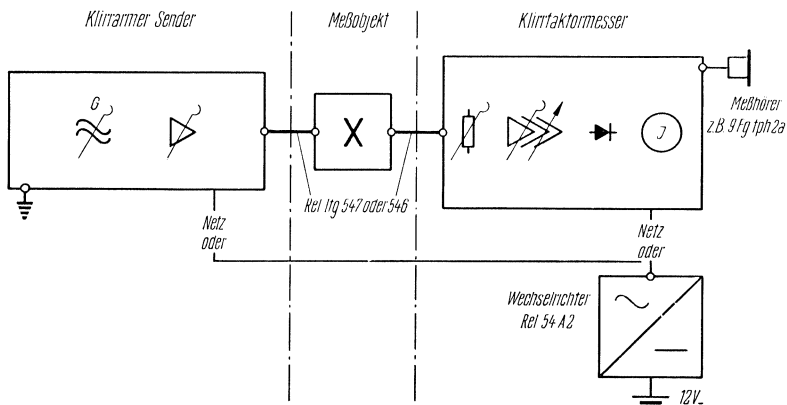 Klirrarmer Sender
Meßobjekt
Klirrfaktormesser
G
X
J
Meßhörer
z.B. 9 Fg tph 2a
Rel ltg 547 oder 546
Netz
oder
Netz
oder
Wechselrichter
Rel 54 A 2
12V_